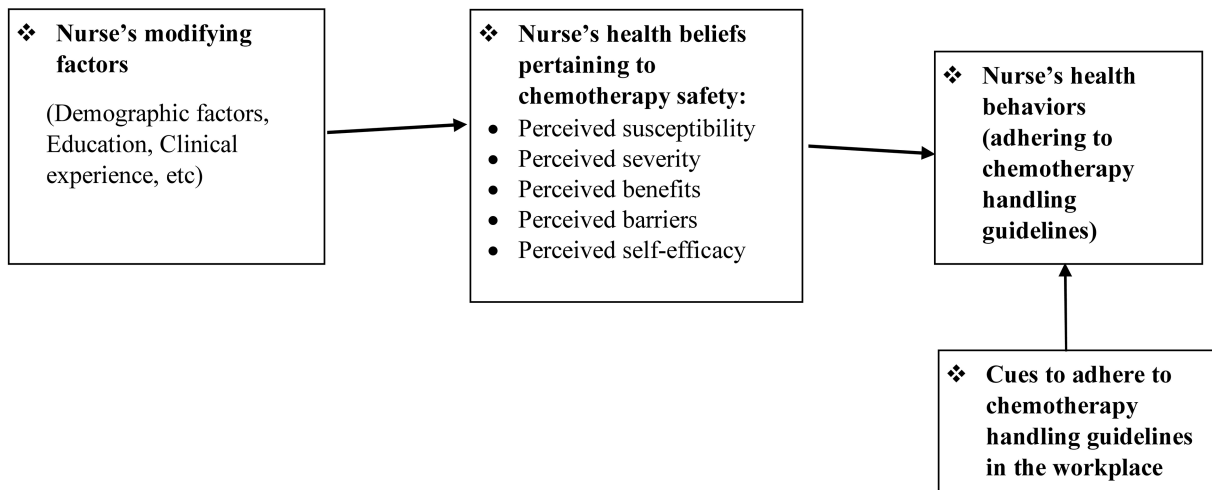 ❖ Nurse’s modifying
factors
(Demographic factors,
Education, Clinical
experience, etc)
❖ Nurse’s health beliefs
pertaining to
chemotherapy safety:
• Perceived susceptibility
• Perceived severity
• Perceived benefits
• Perceived barriers
• Perceived self-efficacy
❖ Nurse’s health
behaviors
(adhering to
chemotherapy
handling
guidelines)
❖ Cues to adhere to
chemotherapy
handling guidelines
in the workplace